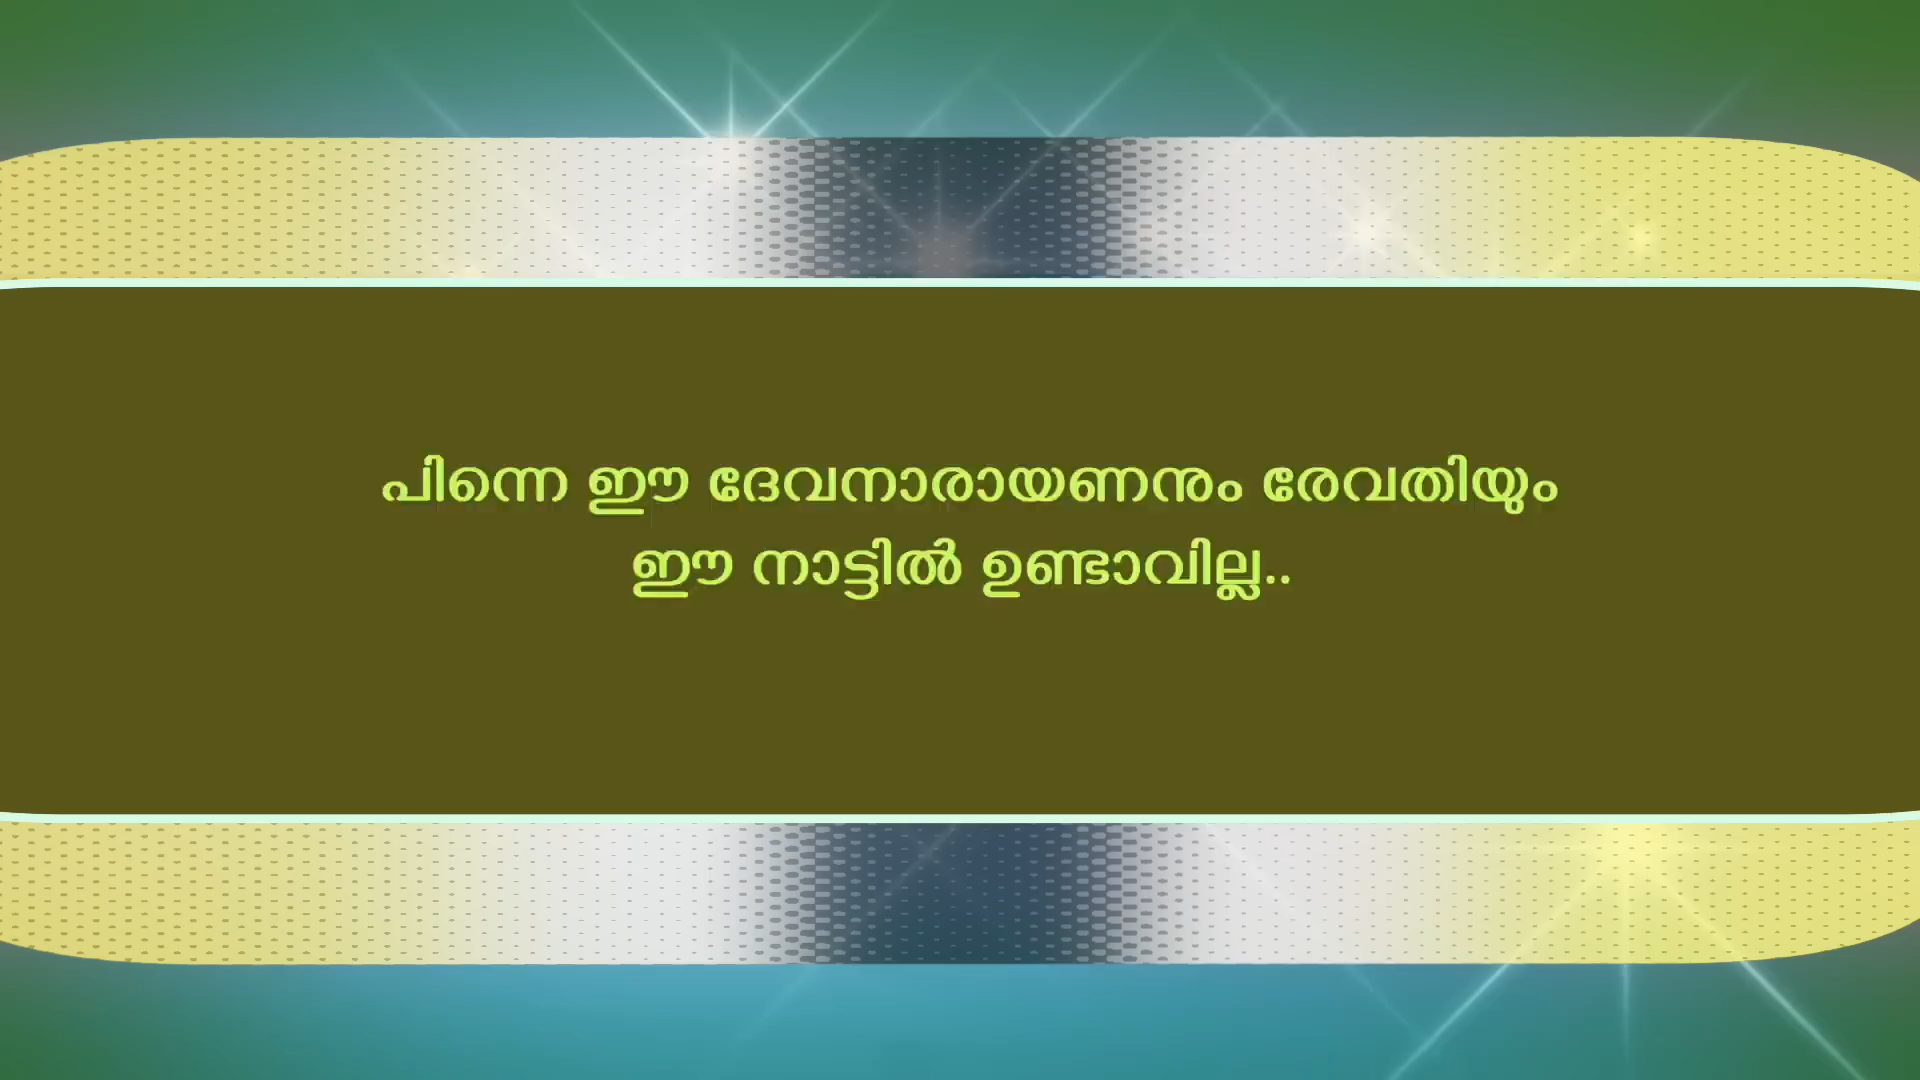 പിന്നെ ഈ ദേവനാരായണനും രേവതിയും
ഈ നാട്ടിൽ ഉണ്ടാവില്ല..